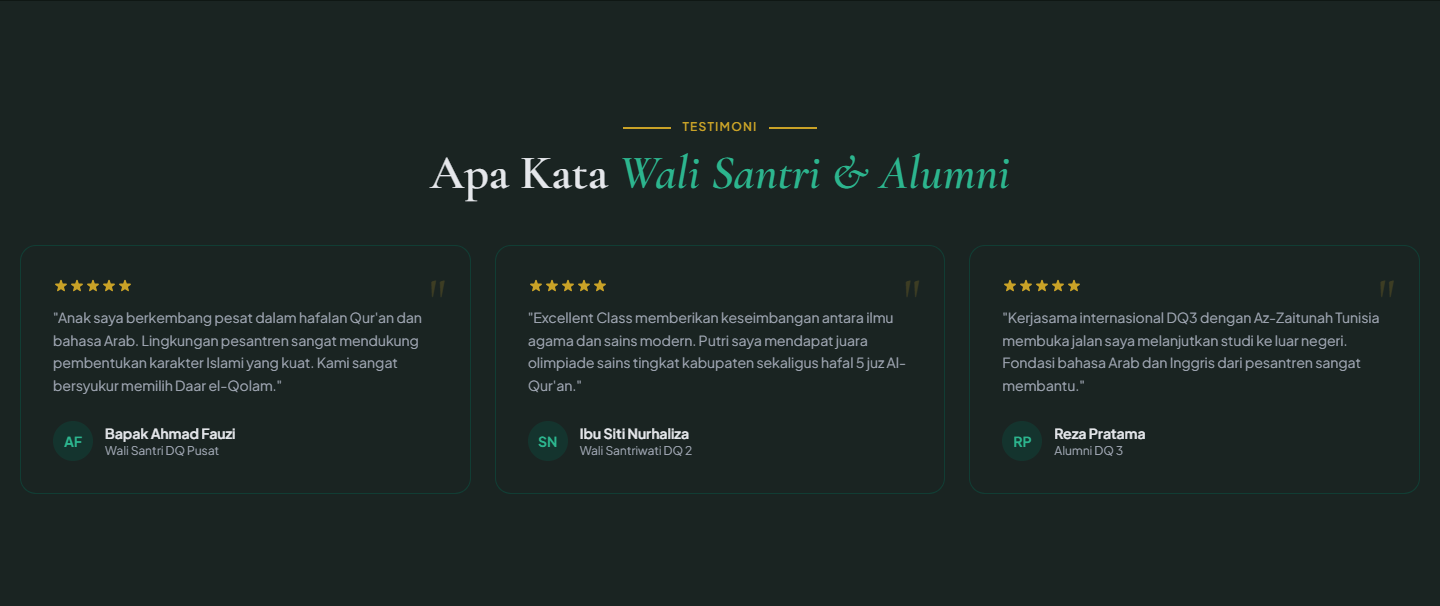 TESTIMONI
Apa Kata Wali Santri & Alumni
"
"Anak saya berkembang pesat dalam hafalan Qur'an dan
bahasa Arab. Lingkungan pesantren sangat mendukung
pembentukan karakter Islami yang kuat. Kami sangat
bersyukur memilih Daar el-Qolam."
AF
Bapak Ahmad Fauzi
Wali Santri DQ Pusat
"
"Excellent Class memberikan keseimbangan antara ilmu
agama dan sains modern. Putri saya mendapat juara
olimpiade sains tingkat kabupaten sekaligus hafal 5 juz Al-
Qur'an."
SN
Ibu Siti Nurhaliza
Wali Santriwati DQ 2
"
"Kerjasama internasional DQ3 dengan Az-Zaitunah Tunisia
membuka jalan saya melanjutkan studi ke luar negeri.
Fondasi bahasa Arab dan Inggris dari pesantren sangat
membantu."
RP
Reza Pratama
Alumni DQ 3